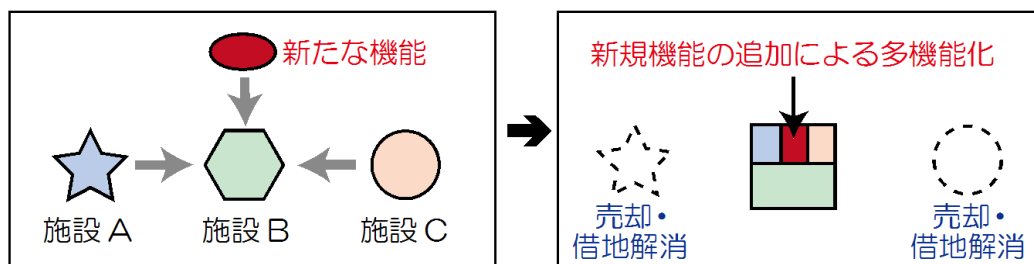 新たな機能
施設A
施設B
施設C
新規機能の追加による多機能化
売却・
借地解消
売却・
借地解消